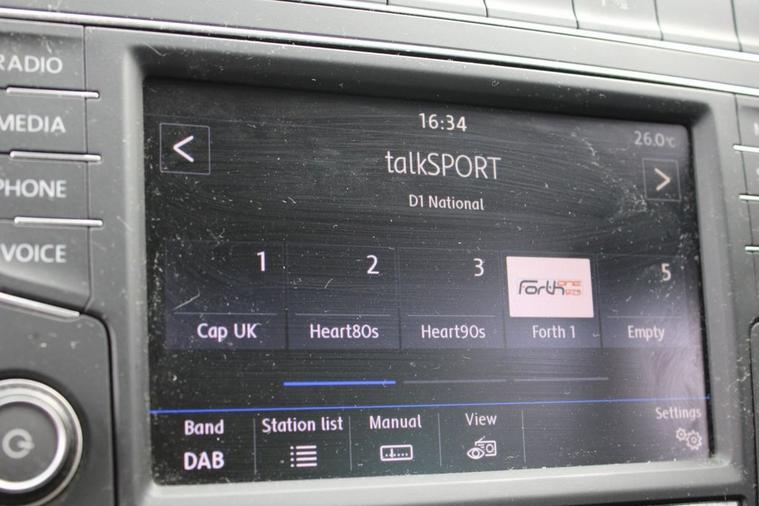 RADIO
MEDIA
PHONE
VOICE
16:34
26.0°C
<
talkSPORT
>
D1 National
1
2
3
Forth ONE
5
Cap UK
Heart80s
Heart90s
Forth 1
Empty
Band
DAB
Station list
Manual
View
Settings